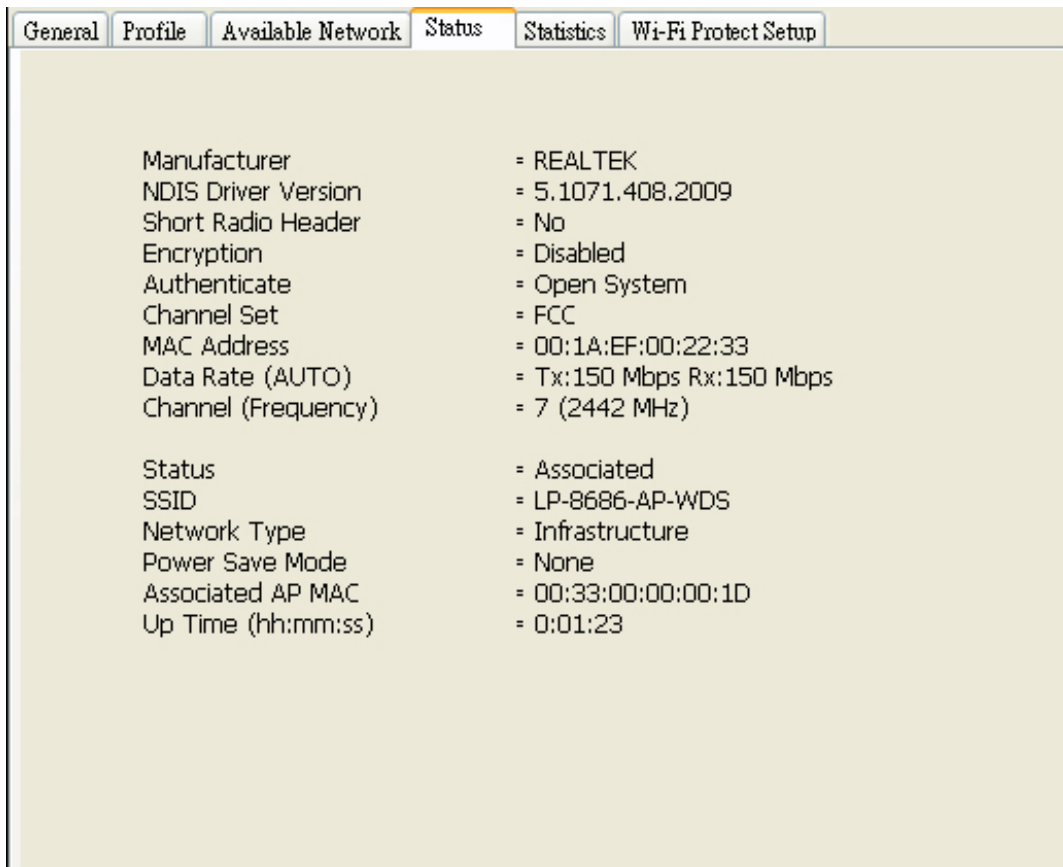 General Profile Available Network Status Statistics Wi-Fi Protect Setup
Manufacturer = REALTEK
NDIS Driver Version = 5.1071.408.2009
Short Radio Header = No
Encryption = Disabled
Authenticate = Open System
Channel Set = FCC
MAC Address = 00:1A:EF:00:22:33
Data Rate (AUTO) = Tx:150 Mbps Rx:150 Mbps
Channel (Frequency) = 7 (2442 MHz)
Status = Associated
SSID = LP-8686-AP-WDS
Network Type = Infrastructure
Power Save Mode = None
Associated AP MAC = 00:33:00:00:00:1D
Up Time (hh:mm:ss) = 0:01:23